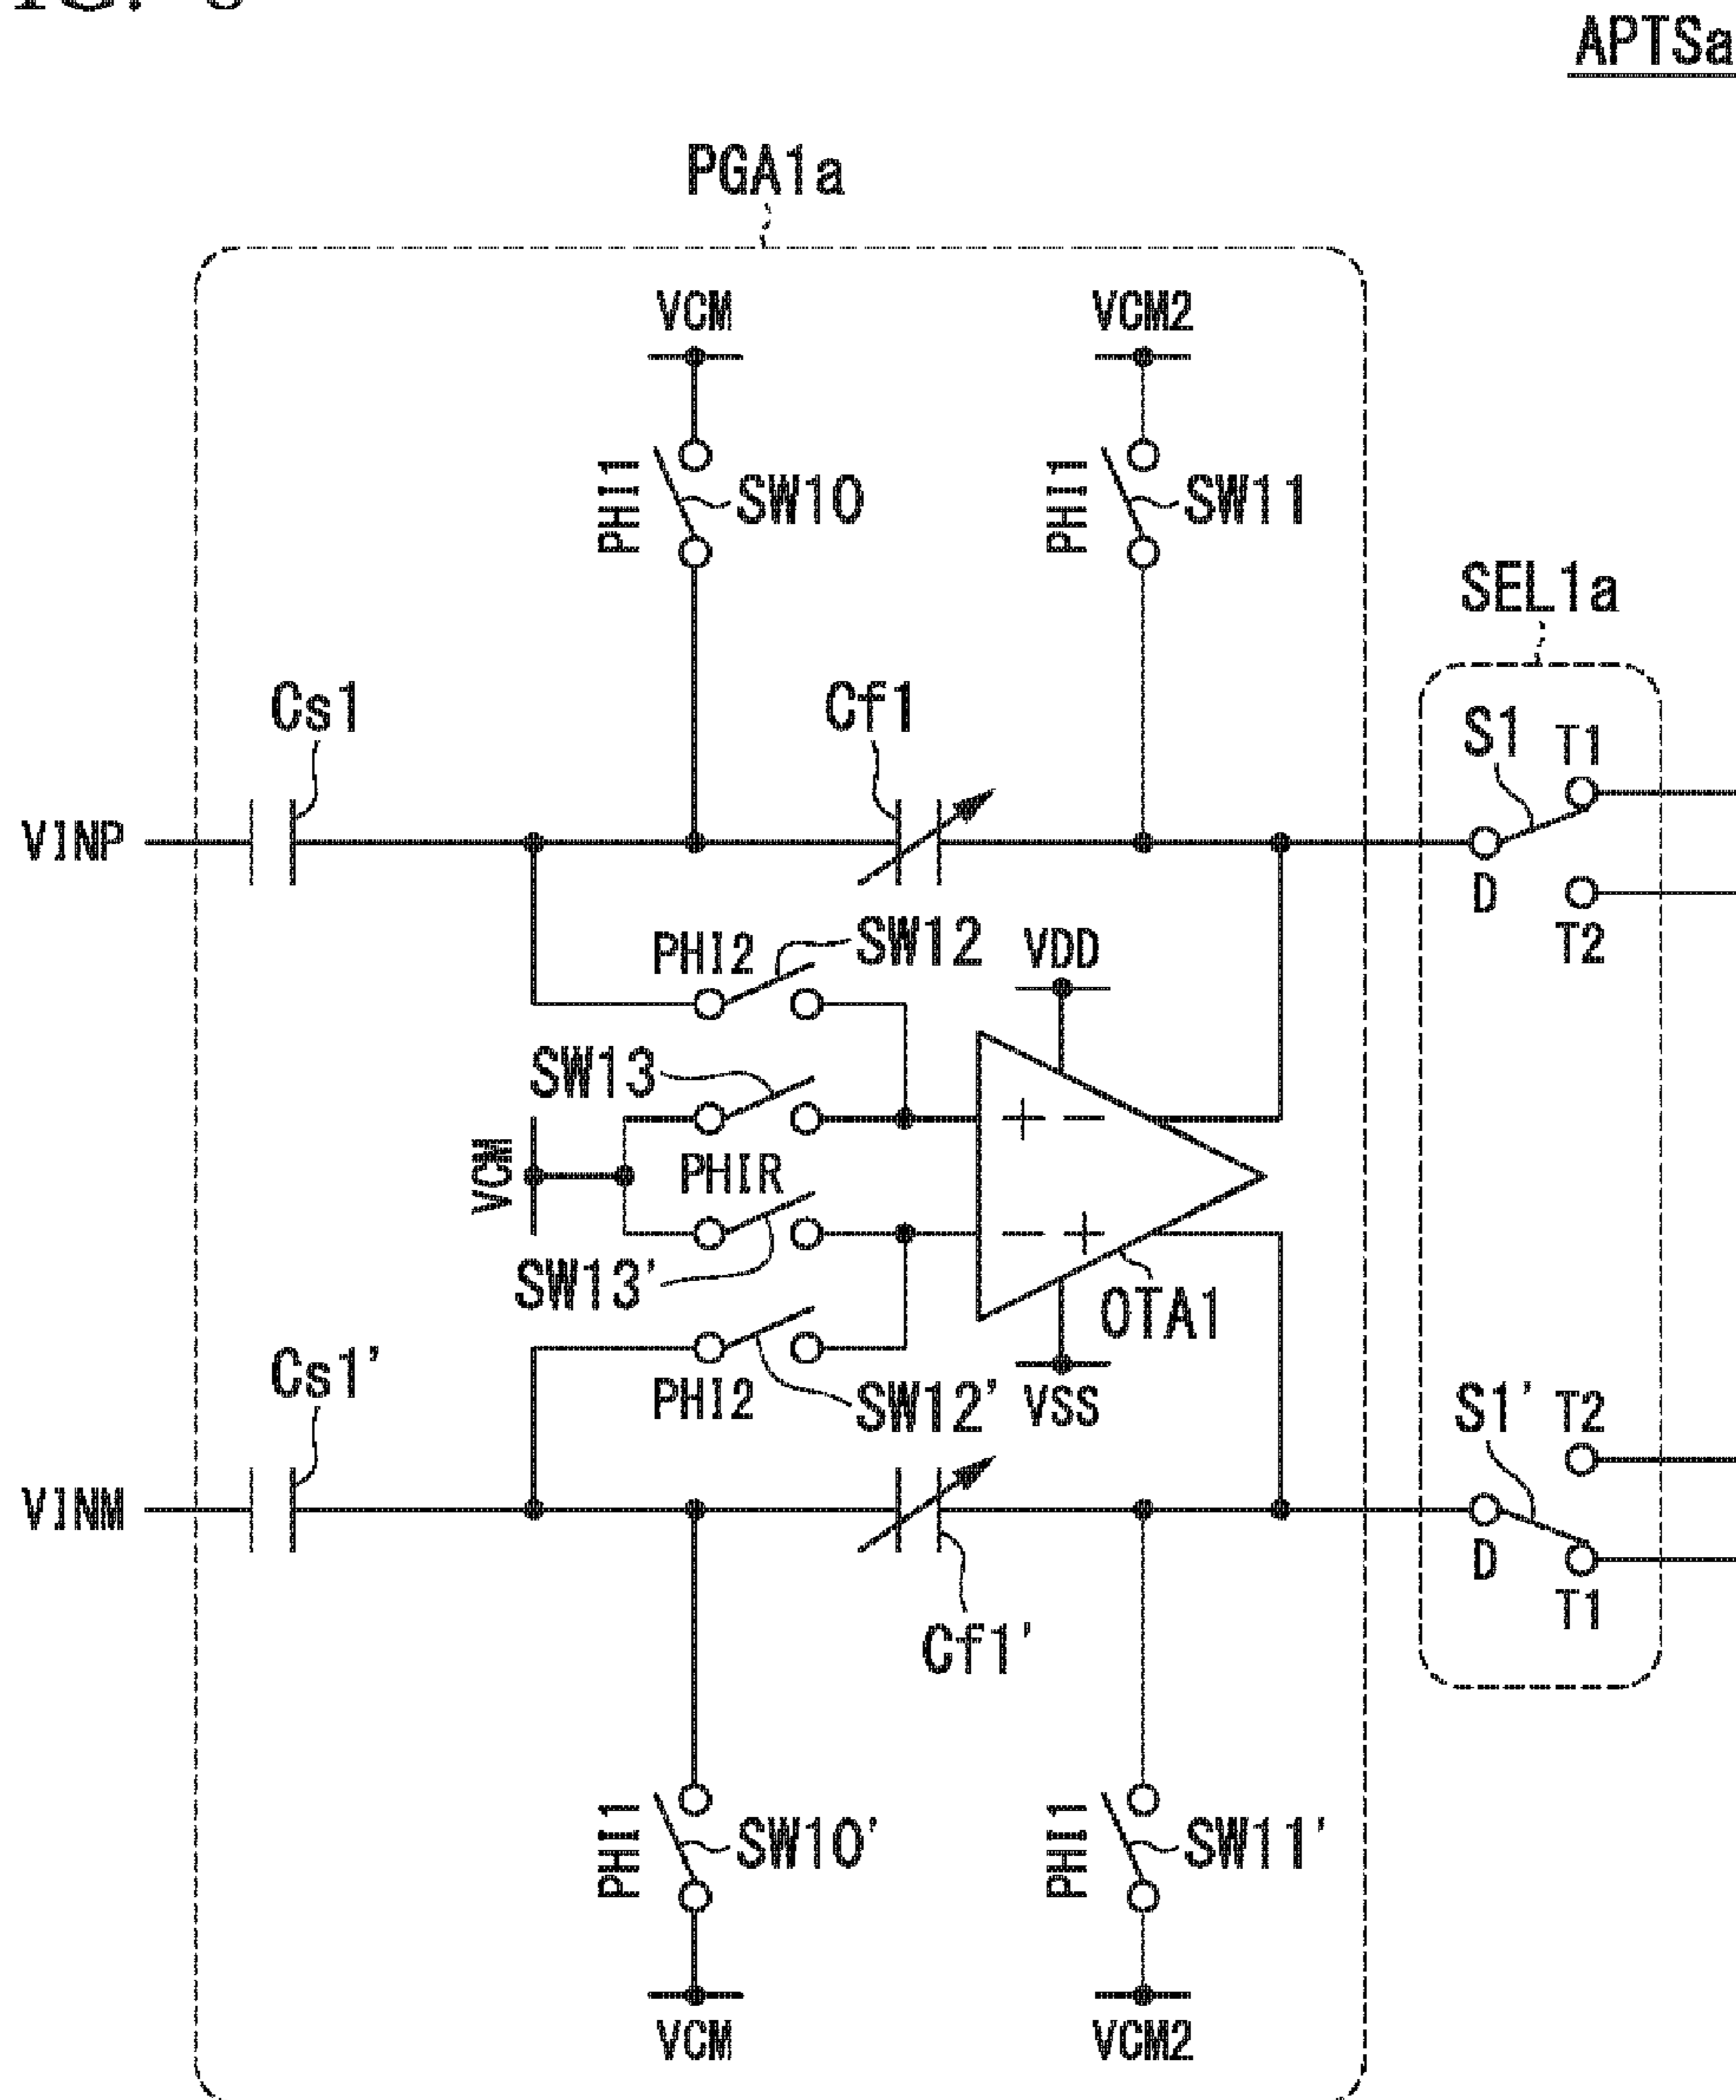 APTSa
PGA1a
VCM
VCM2
PHI1
SW10
PHI1
SW11
SEL1a
Cs1
Cf1
S1
T1
VINP
D
T2
PHI2
SW12
VDD
SW13
+ -
VCM
PHIR
- +
SW13'
OTA1
Cs1'
PHI2
SW12'
VSS
S1'
T2
VINM
D
T1
Cf1'
PHI1
SW10'
PHI1
SW11'
VCM
VCM2